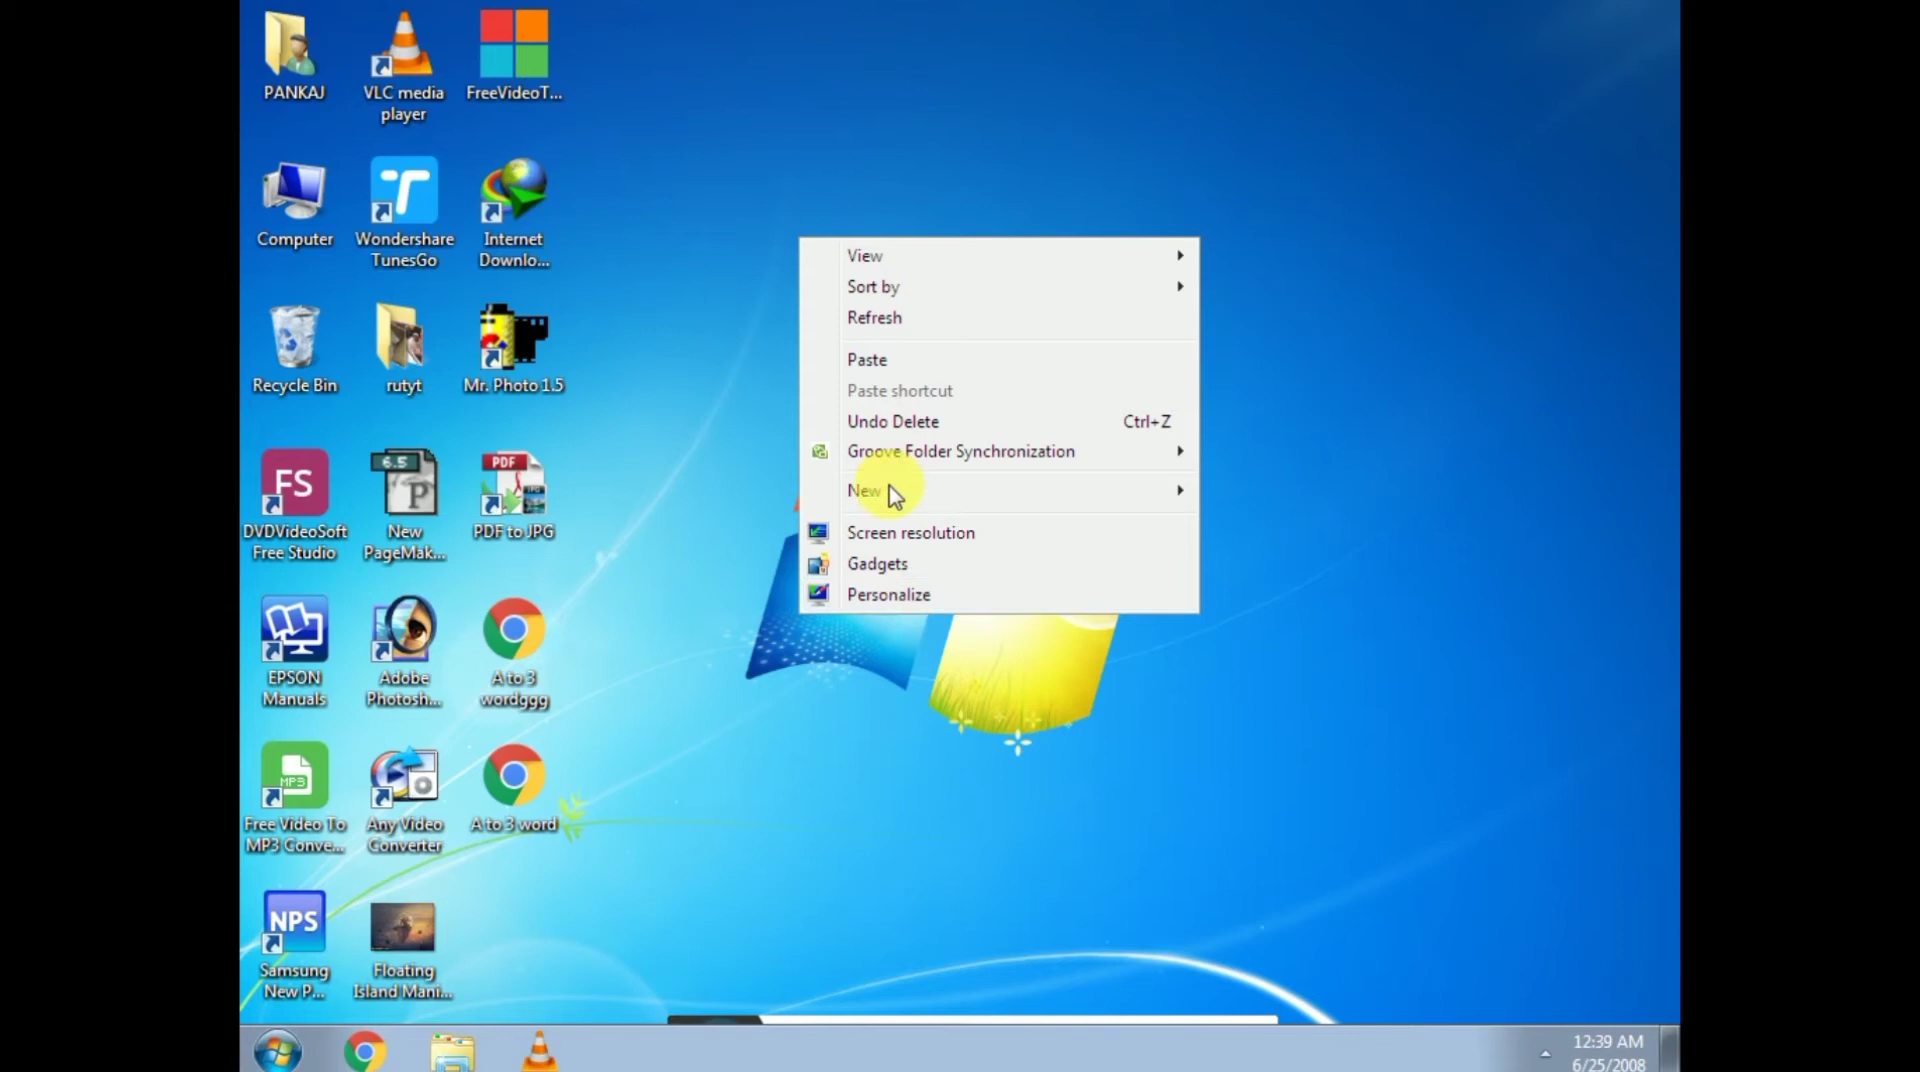 PANKAJ
VLC media
player
FreeVideoT...
Computer
Wondershare
TunesGo
Internet
Downlo...
Recycle Bin
rutyt
Mr. Photo 1.5
FS
DVDVideoSoft
Free Studio
6.5
P
New
PageMak...
PDF
PDF to JPG
EPSON
Manuals
Adobe
Photosh...
A to 3
wordggg
MP3
Free Video To
MP3 Conve...
Any Video
Converter
A to 3 word
NPS
Samsung
New P...
Floating
Island Mani...
View
Sort by
Refresh
Paste
Paste shortcut
Undo Delete Ctrl+Z
Groove Folder Synchronization
New
Screen resolution
Gadgets
Personalize
12:39 AM
6/25/2008